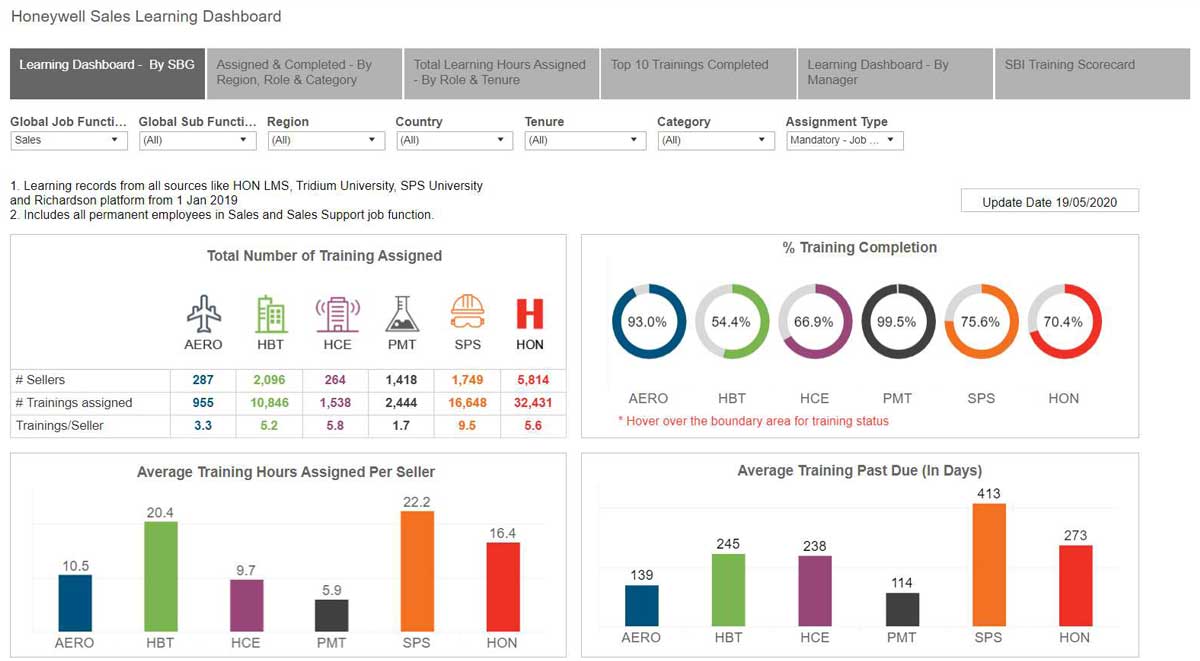 Honeywell Sales Learning Dashboard
Learning Dashboard - By SBG
Assigned & Completed - By
Region, Role & Category
Total Learning Hours Assigned
- By Role & Tenure
Top 10 Trainings Completed
Learning Dashboard - By
Manager
SBI Training Scorecard
Global Job Functi... Global Sub Functi... Region Country Tenure Category Assignment Type
Sales (All) (All) (All) (All) (All) Mandatory - Job ...
1. Learning records from all sources like HON LMS, Tridium University, SPS University
and Richardson platform from 1 Jan 2019
2. Includes all permanent employees in Sales and Sales Support job function.
Update Date 19/05/2020
Total Number of Training Assigned
H
AERO HBT HCE PMT SPS HON
# Sellers 287 2,096 264 1,418 1,749 5,814
# Trainings assigned 955 10,846 1,538 2,444 16,648 32,431
Trainings/Seller 3.3 5.2 5.8 1.7 9.5 5.6
% Training Completion
93.0% 54.4% 66.9% 99.5% 75.6% 70.4%
AERO HBT HCE PMT SPS HON
* Hover over the boundary area for training status
Average Training Hours Assigned Per Seller
10.5 20.4 9.7 5.9 22.2 16.4
AERO HBT HCE PMT SPS HON
Average Training Past Due (In Days)
139 245 238 114 413 273
AERO HBT HCE PMT SPS HON